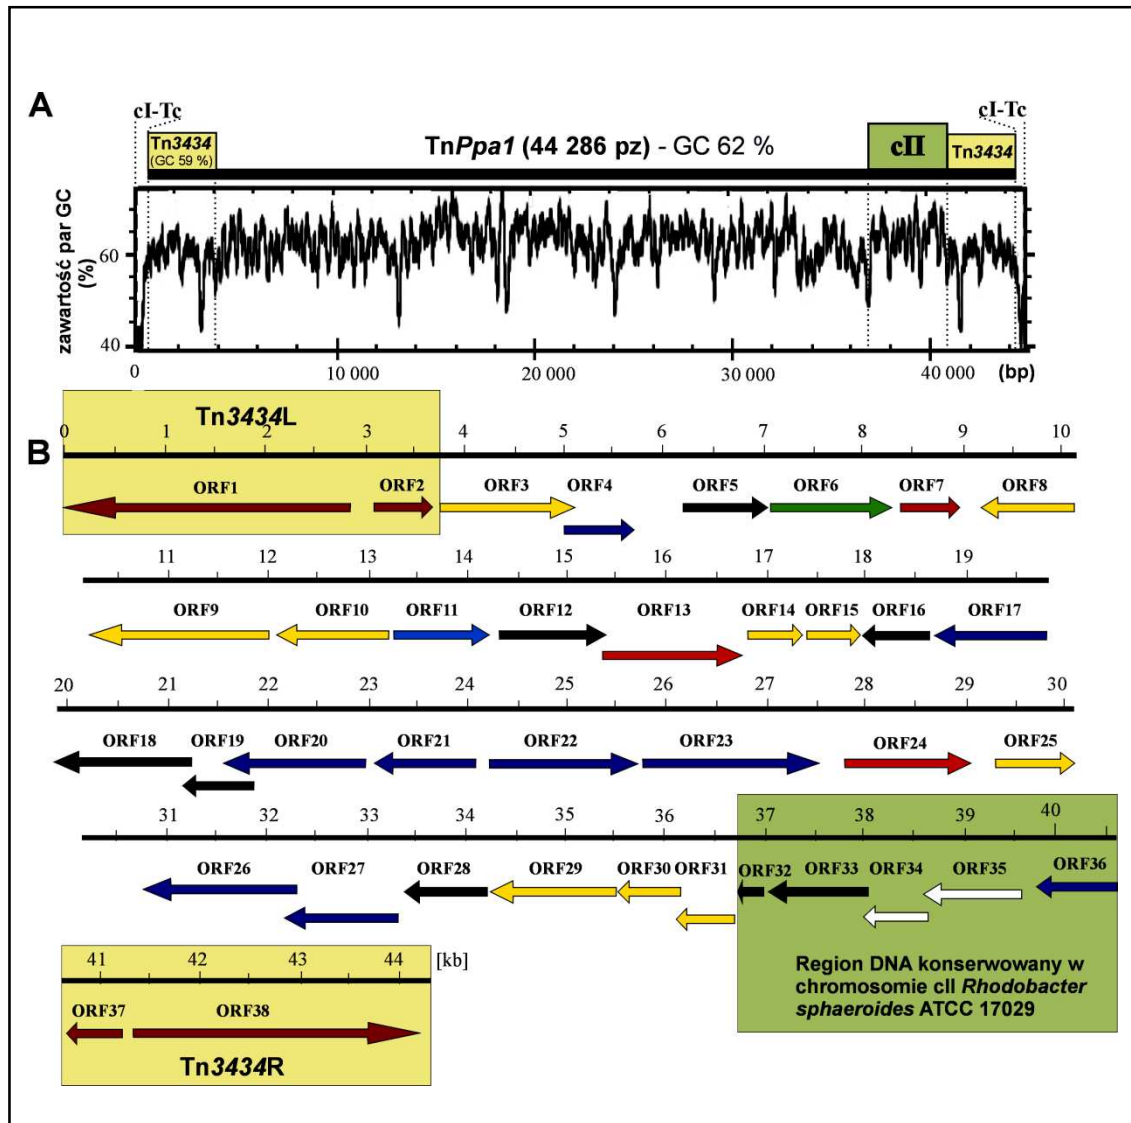 A
cI-Tc
cI-Tc
Tn3434
(GC 59 %)
TnPpa1 (44 286 pz) - GC 62 %
cII
Tn3434
zawartość par GC
(%)
60
40
0
10 000
20 000
30 000
40 000
(bp)
Tn3434L
B
0 1 2 3 4 5 6 7 8 9 10
ORF1 ORF2 ORF3 ORF4 ORF5 ORF6 ORF7 ORF8
11 12 13 14 15 16 17 18 19
ORF9 ORF10 ORF11 ORF12 ORF13 ORF14 ORF15 ORF16 ORF17
20 21 22 23 24 25 26 27 28 29 30
ORF18 ORF19 ORF20 ORF21 ORF22 ORF23 ORF24 ORF25
31 32 33 34 35 36 37 38 39 40
ORF26 ORF27 ORF28 ORF29 ORF30 ORF31 ORF32 ORF33 ORF34 ORF35 ORF36
Region DNA konserwowany w
chromosomie cII Rhodobacter
sphaeroides ATCC 17029
41 42 43 44 [kb]
ORF37 ORF38
Tn3434R